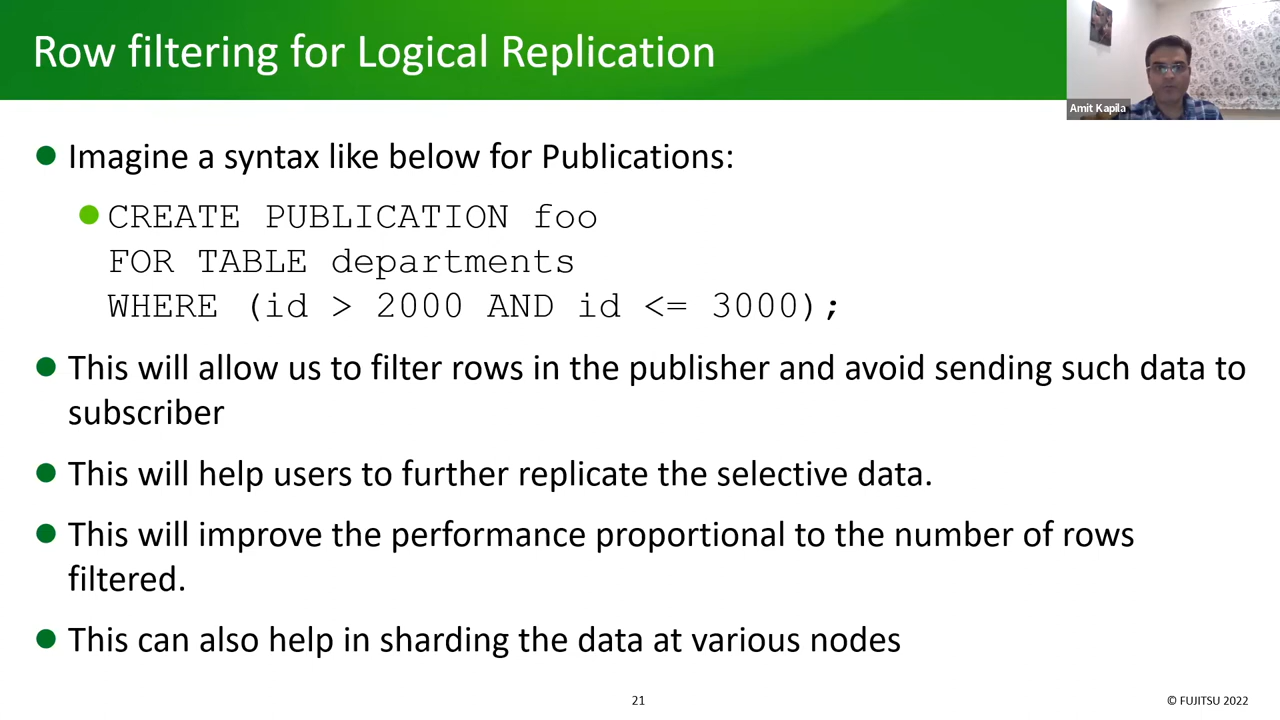 Row filtering for Logical Replication
Amit Kapila
Imagine a syntax like below for Publications:
CREATE PUBLICATION foo
FOR TABLE departments
WHERE (id > 2000 AND id <= 3000);
This will allow us to filter rows in the publisher and avoid sending such data to
subscriber
This will help users to further replicate the selective data.
This will improve the performance proportional to the number of rows
filtered.
This can also help in sharding the data at various nodes
21
© FUJITSU 2022